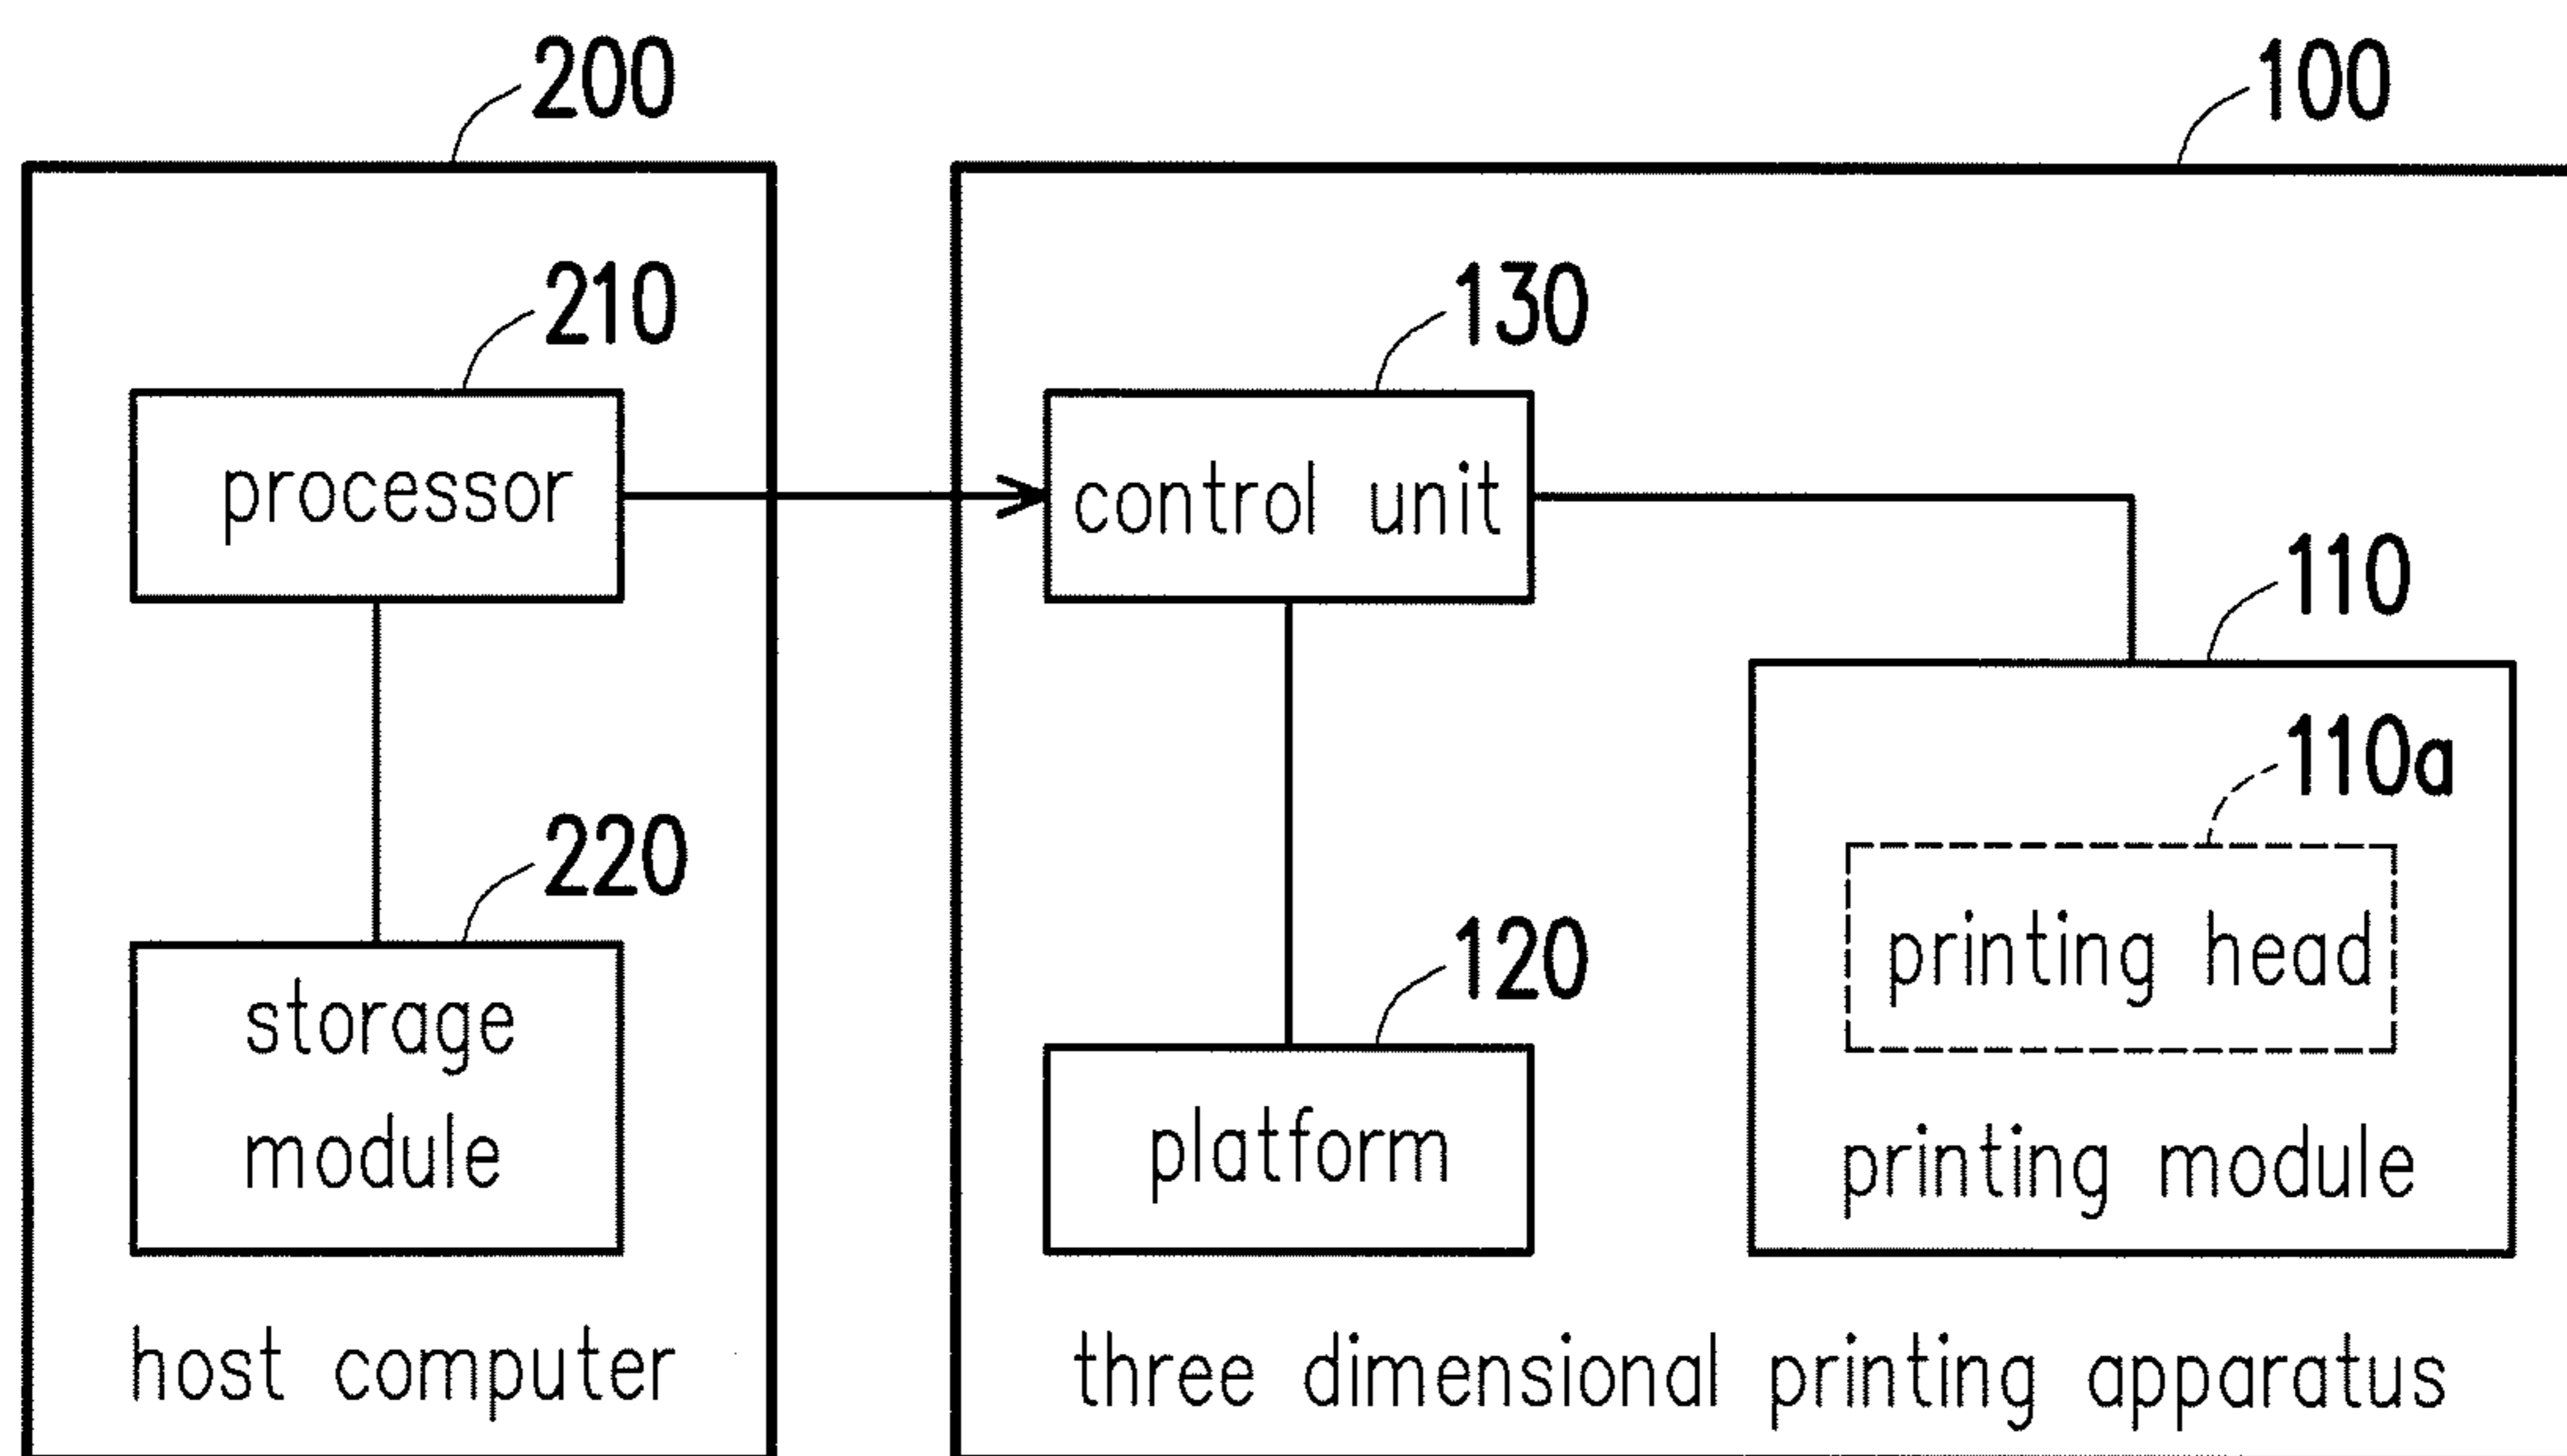 200
100
210
130
processor
control unit
110
110a
220
printing head
120
storage
module
platform
printing module
host computer
three dimensional printing apparatus